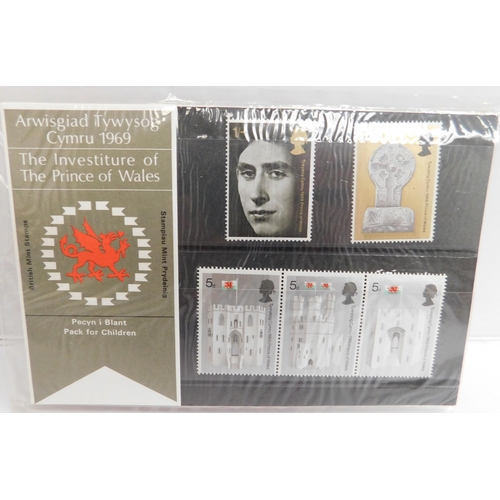 Arwisgiad Tywysog
Cymru 1969
The Investiture of
The Prince of Wales
British Mint Stamps
Stampiau Mint Prydeinig
Pecyn i Blant
Pack for Children
1/-
5d
5d
5d